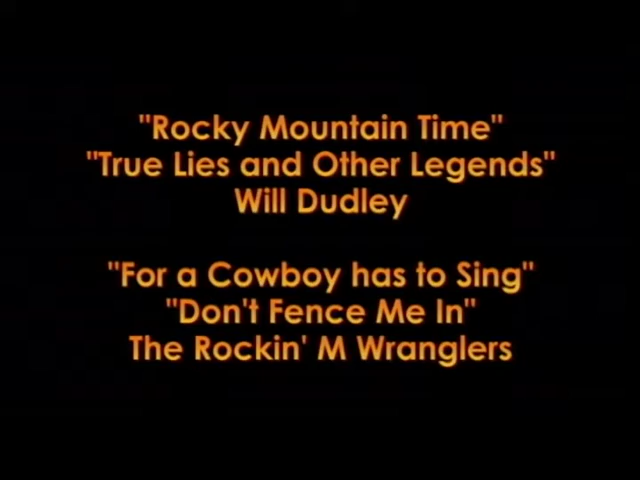 "Rocky Mountain Time"
"True Lies and Other Legends"
Will Dudley
"For a Cowboy has to Sing"
"Don't Fence Me In"
The Rockin' M Wranglers